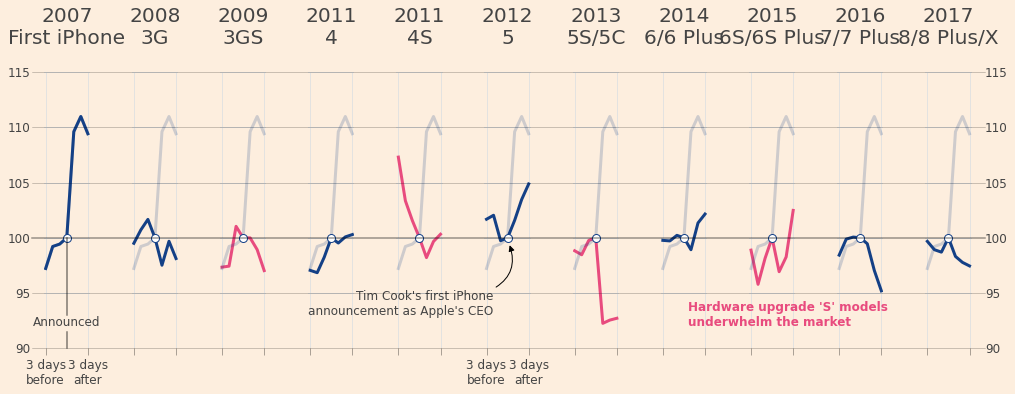 2007 2008 2009 2011 2011 2012 2013 2014 2015 2016 2017
First iPhone 3G 3GS 4 4S 5 5S/5C 6/6 Plus 6S/6S Plus 7/7 Plus 8/8 Plus/X
115 115
110 110
105 105
100 100
95 95
Tim Cook's first iPhone
announcement as Apple's CEO
Hardware upgrade 'S' models
underwhelm the market
Announced
90 90
3 days 3 days 3 days 3 days
before after before after